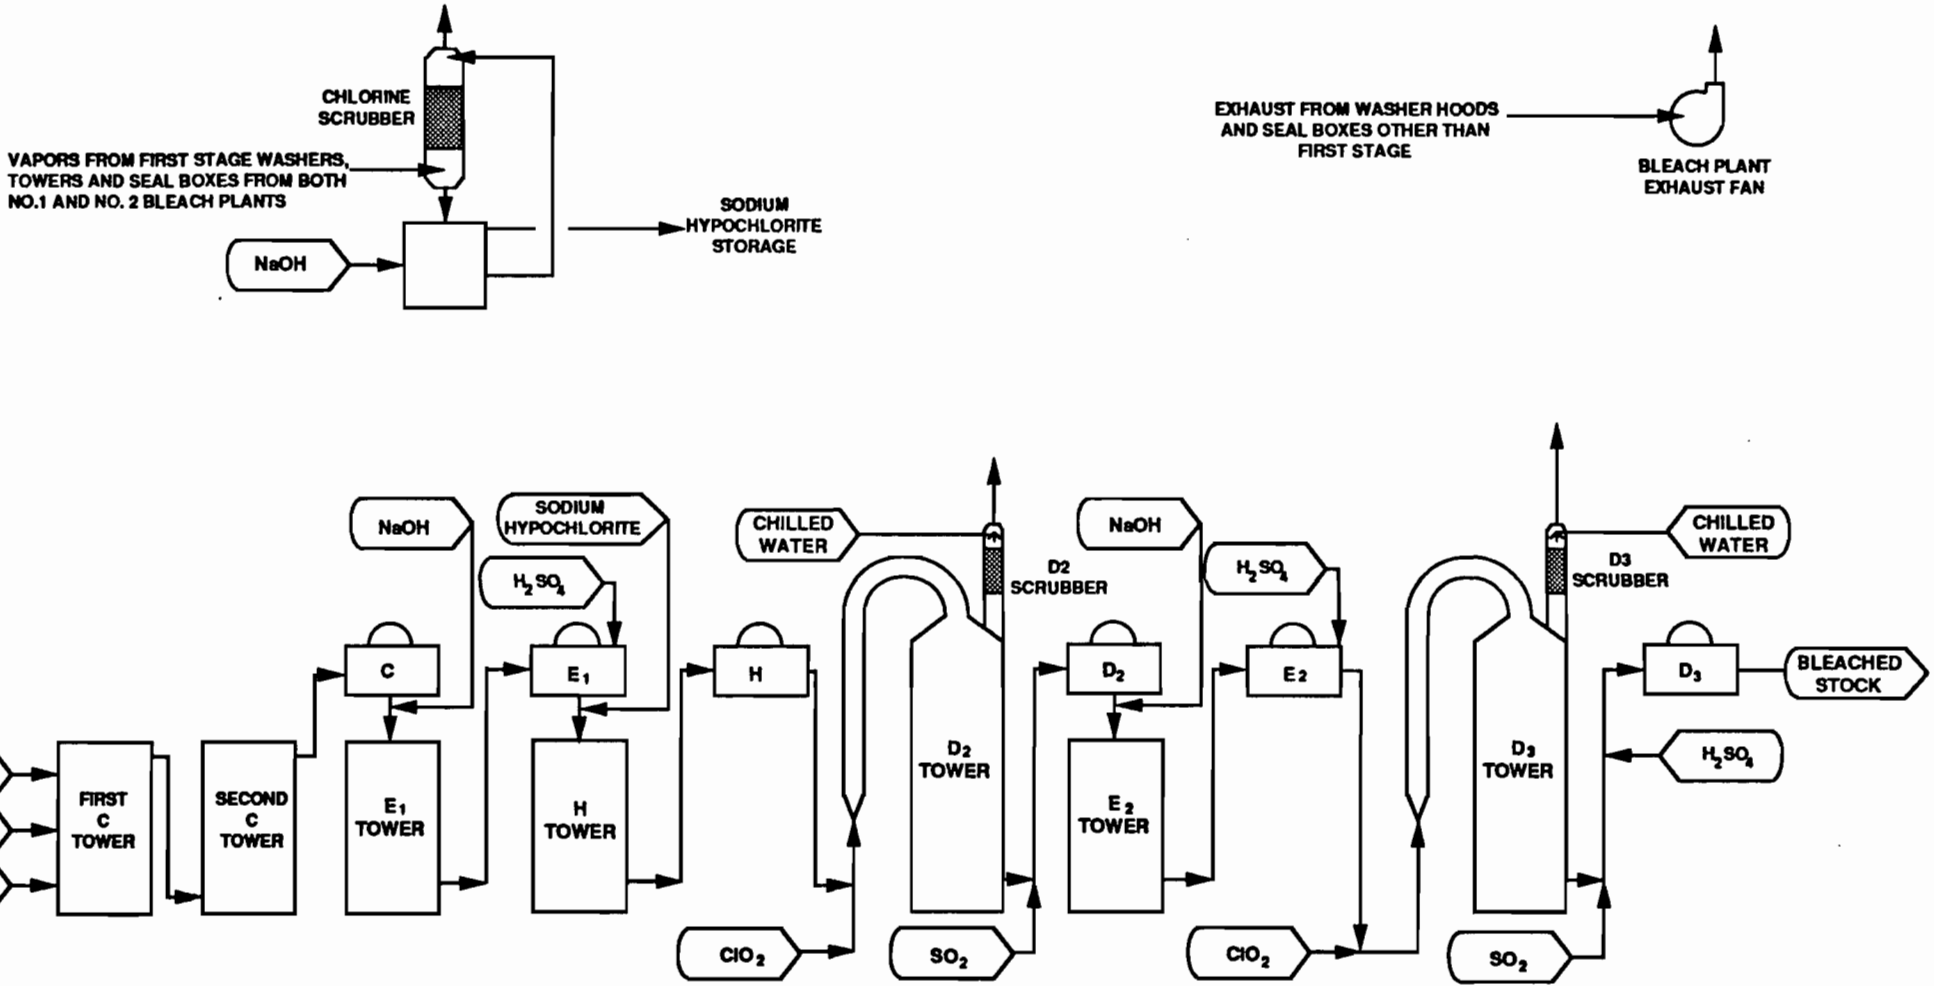 CHLORINE
SCRUBBER
VAPORS FROM FIRST STAGE WASHERS,
TOWERS AND SEAL BOXES FROM BOTH
NO.1 AND NO. 2 BLEACH PLANTS
NaOH
SODIUM
HYPOCHLORITE
STORAGE
EXHAUST FROM WASHER HOODS
AND SEAL BOXES OTHER THAN
FIRST STAGE
BLEACH PLANT
EXHAUST FAN
NaOH
SODIUM
HYPOCHLORITE
H2SO4
CHILLED
WATER
D2
SCRUBBER
NaOH
H2SO4
D3
SCRUBBER
CHILLED
WATER
C
E1
H
D2
E2
D3
BLEACHED
STOCK
FIRST
C
TOWER
SECOND
C
TOWER
E1
TOWER
H
TOWER
D2
TOWER
E2
TOWER
D3
TOWER
H2SO4
ClO2
SO2
ClO2
SO2